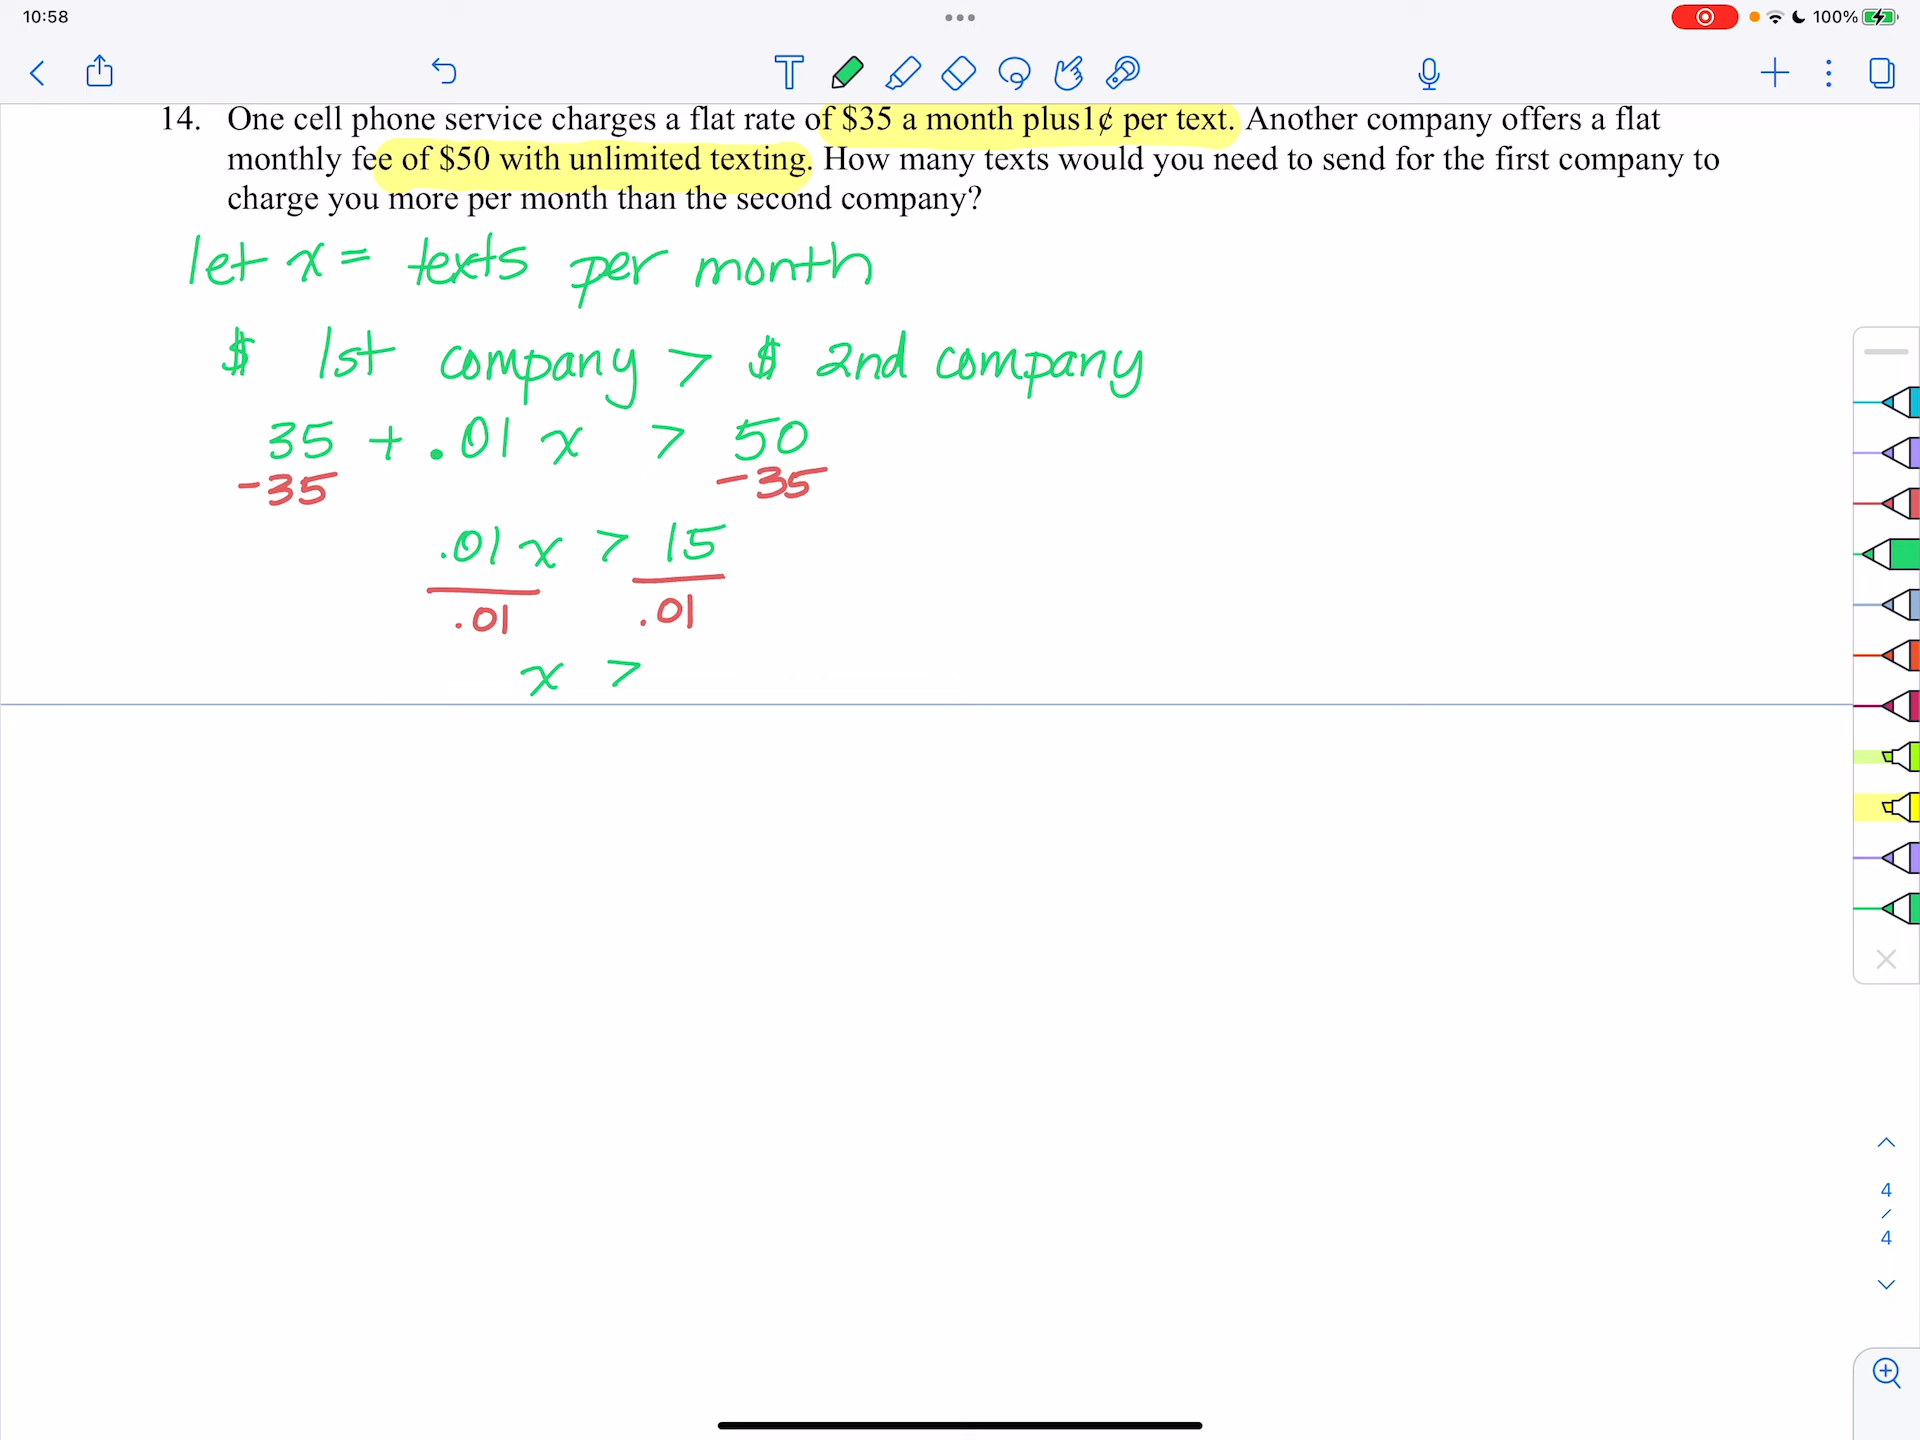 10:58
100%
14. One cell phone service charges a flat rate of $35 a month plus1¢ per text. Another company offers a flat
monthly fee of $50 with unlimited texting. How many texts would you need to send for the first company to
charge you more per month than the second company?
let x = texts per month
$ 1st company > $ 2nd company
35 + .01 x > 50
-35 -35
.01 x > 15
.01 .01
x >
4
/
4